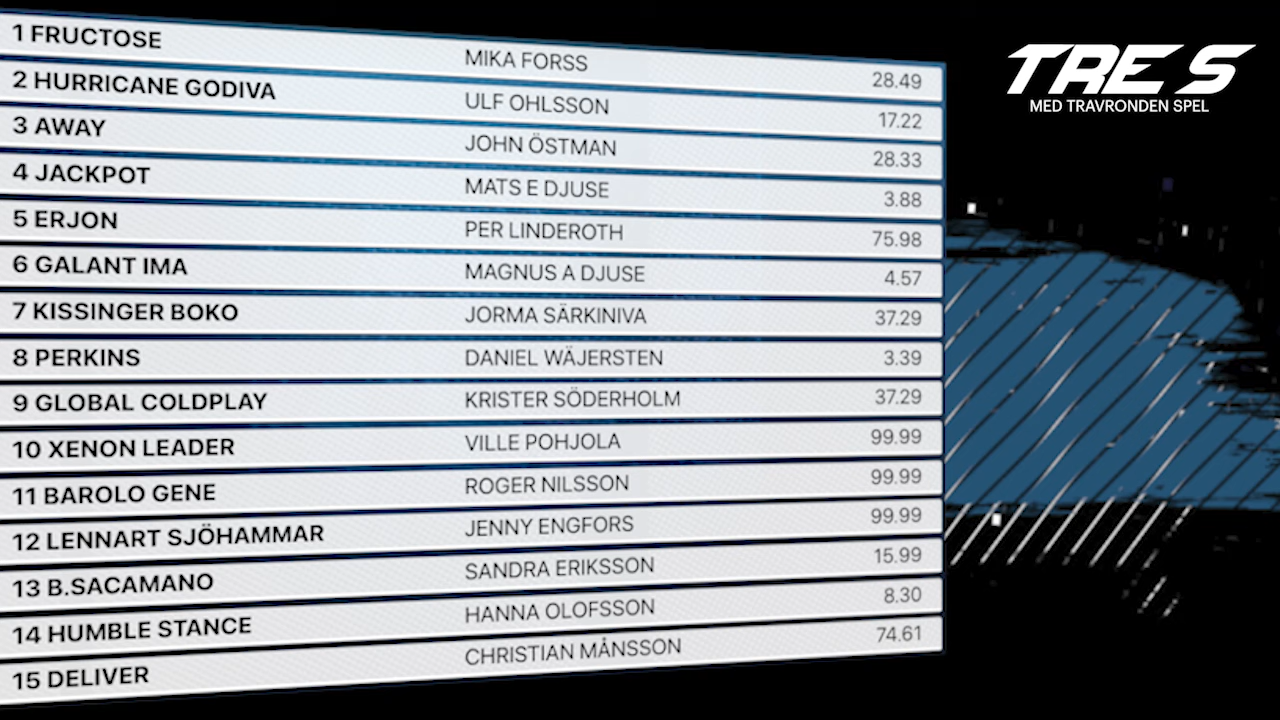 1 FRUCTOSE MIKA FORSS 28.49
2 HURRICANE GODIVA ULF OHLSSON 17.22
3 AWAY JOHN ÖSTMAN 28.33
4 JACKPOT MATS E DJUSE 3.88
5 ERJON PER LINDEROTH 75.98
6 GALANT IMA MAGNUS A DJUSE 4.57
7 KISSINGER BOKO JORMA SÄRKINIVA 37.29
8 PERKINS DANIEL WÄJERSTEN 3.39
9 GLOBAL COLDPLAY KRISTER SÖDERHOLM 37.29
10 XENON LEADER VILLE POHJOLA 99.99
11 BAROLO GENE ROGER NILSSON 99.99
12 LENNART SJÖHAMMAR JENNY ENGFORS 99.99
13 B.SACAMANO SANDRA ERIKSSON 15.99
14 HUMBLE STANCE HANNA OLOFSSON 8.30
15 DELIVER CHRISTIAN MÅNSSON 74.61
TRE S
MED TRAVRONDEN SPEL